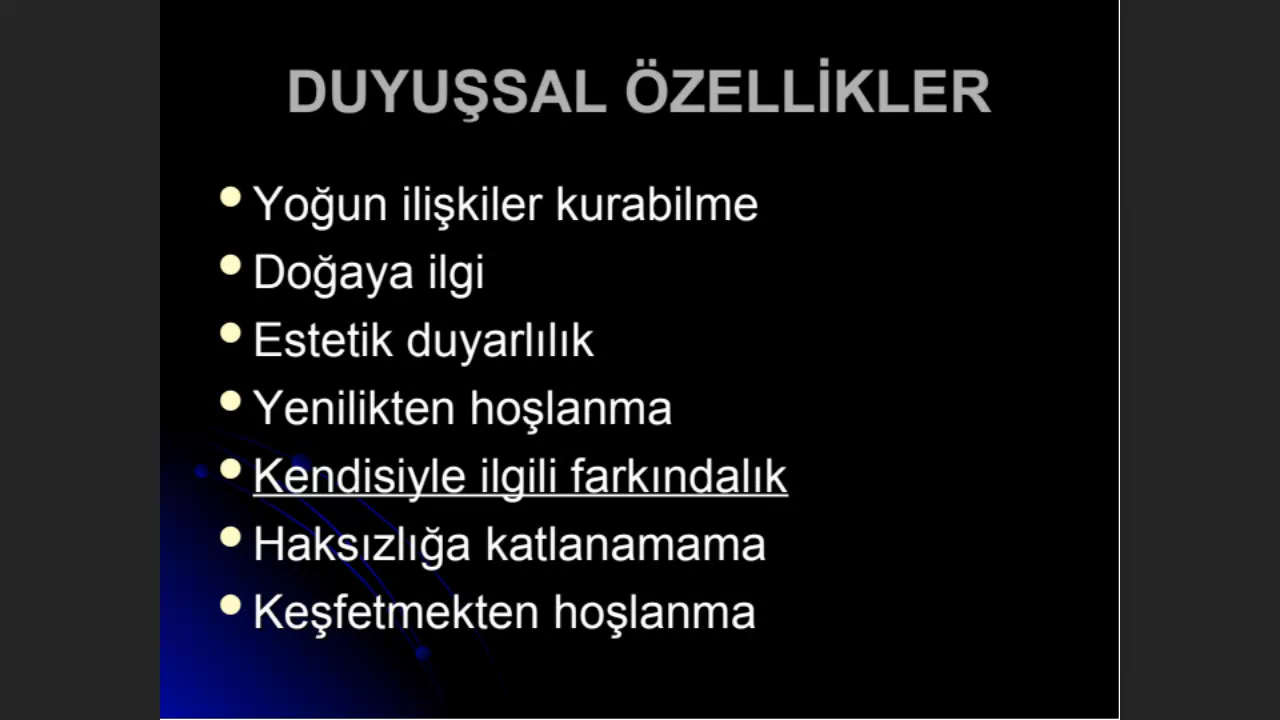 DUYUŞSAL ÖZELLİKLER
Yoğun ilişkiler kurabilme
Doğaya ilgi
Estetik duyarlılık
Yenilikten hoşlanma
Kendisiyle ilgili farkındalık
Haksızlığa katlanamama
Keşfetmekten hoşlanma